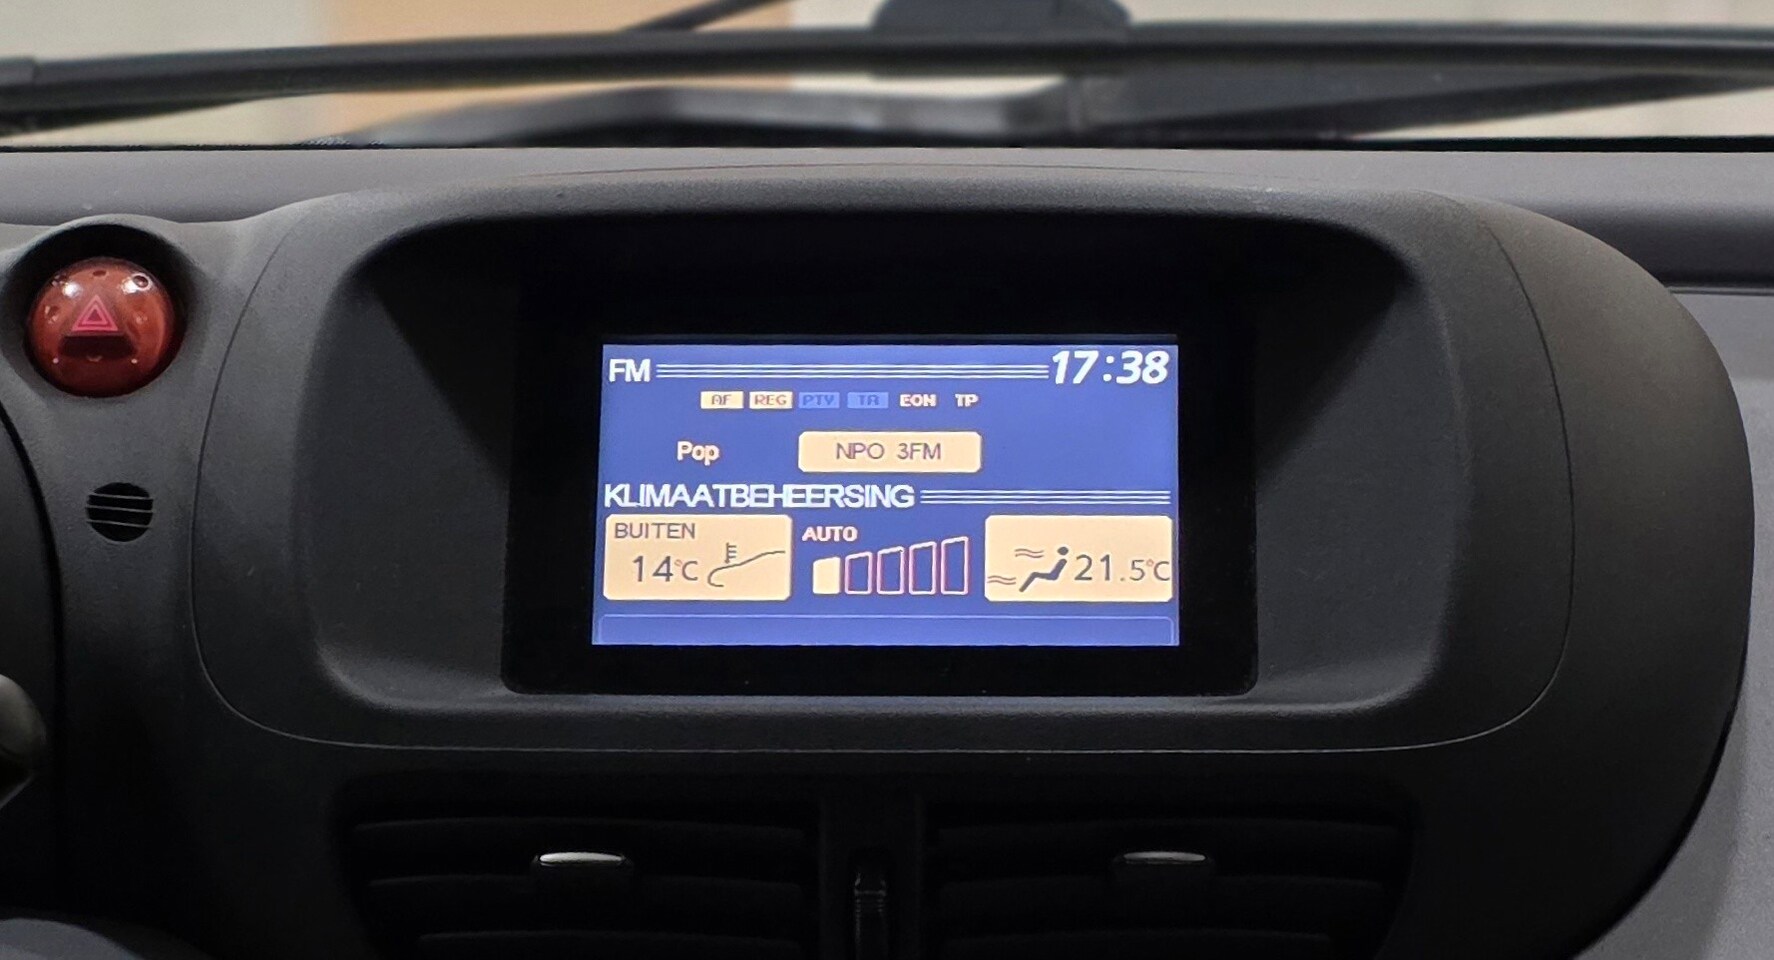 FM 17:38
AF REG PTY TA EON TP
Pop NPO 3FM
KLIMAATBEHEERSING
BUITEN AUTO
14°C 21.5°C